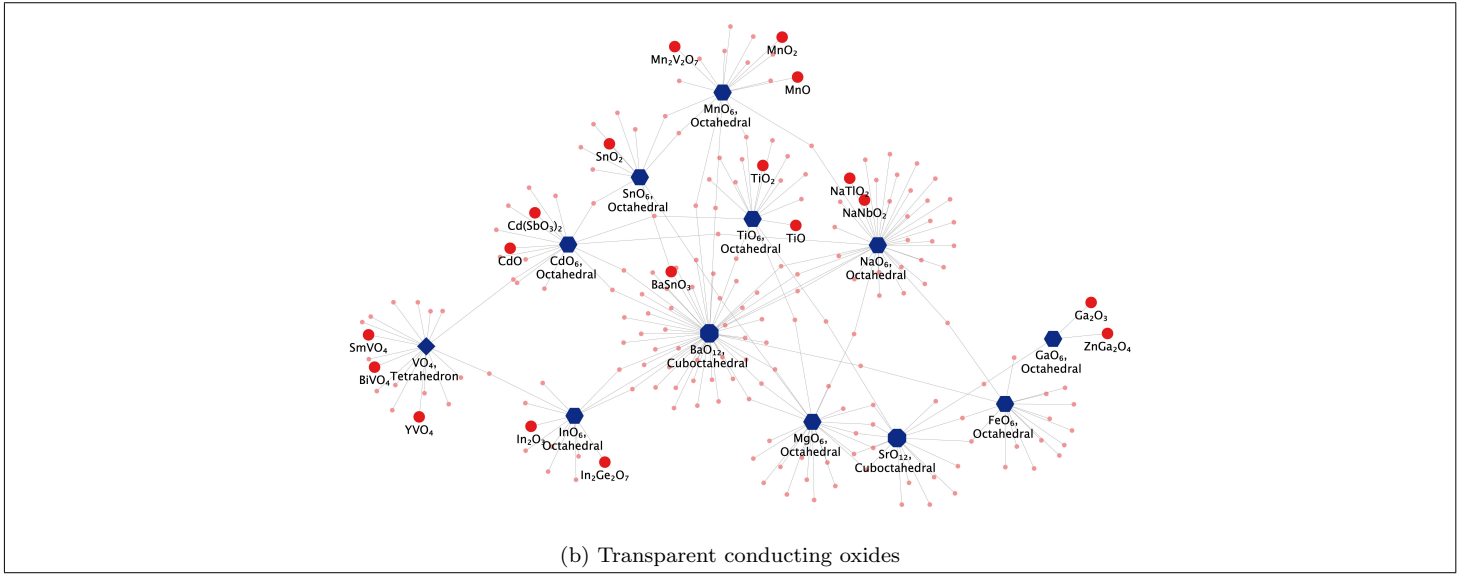 MnO₂
Mn₂V₂O₇
MnO
MnO₆,
Octahedral
SnO₂
TiO₂
NaTlO₂
SnO₆,
Octahedral
NaNbO₂
Cd(SbO₃)₂
TiO
TiO₆,
Octahedral
CdO
CdO₆,
Octahedral
NaO₆,
Octahedral
BaSnO₃
Ga₂O₃
SmVO₄
ZnGa₂O₄
BaO₁₂,
Cuboctahedral
GaO₆,
Octahedral
VO₄,
Tetrahedron
BiVO₄
YVO₄
In₂O₃
InO₆,
Octahedral
MgO₆,
Octahedral
FeO₆,
Octahedral
SrO₁₂,
Cuboctahedral
In₂Ge₂O₇
(b) Transparent conducting oxides